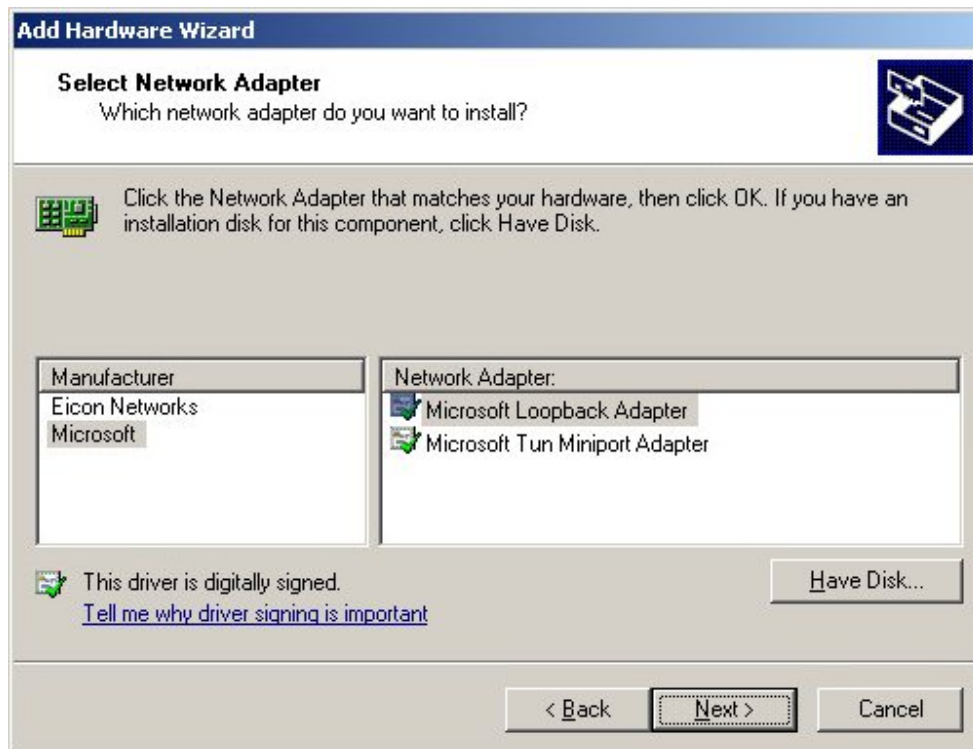 Add Hardware Wizard
Select Network Adapter
Which network adapter do you want to install?
Click the Network Adapter that matches your hardware, then click OK. If you have an
installation disk for this component, click Have Disk.
Manufacturer
Eicon Networks
Microsoft
Network Adapter:
Microsoft Loopback Adapter
Microsoft Tun Miniport Adapter
This driver is digitally signed.
Tell me why driver signing is important
Have Disk...
< Back
Next >
Cancel